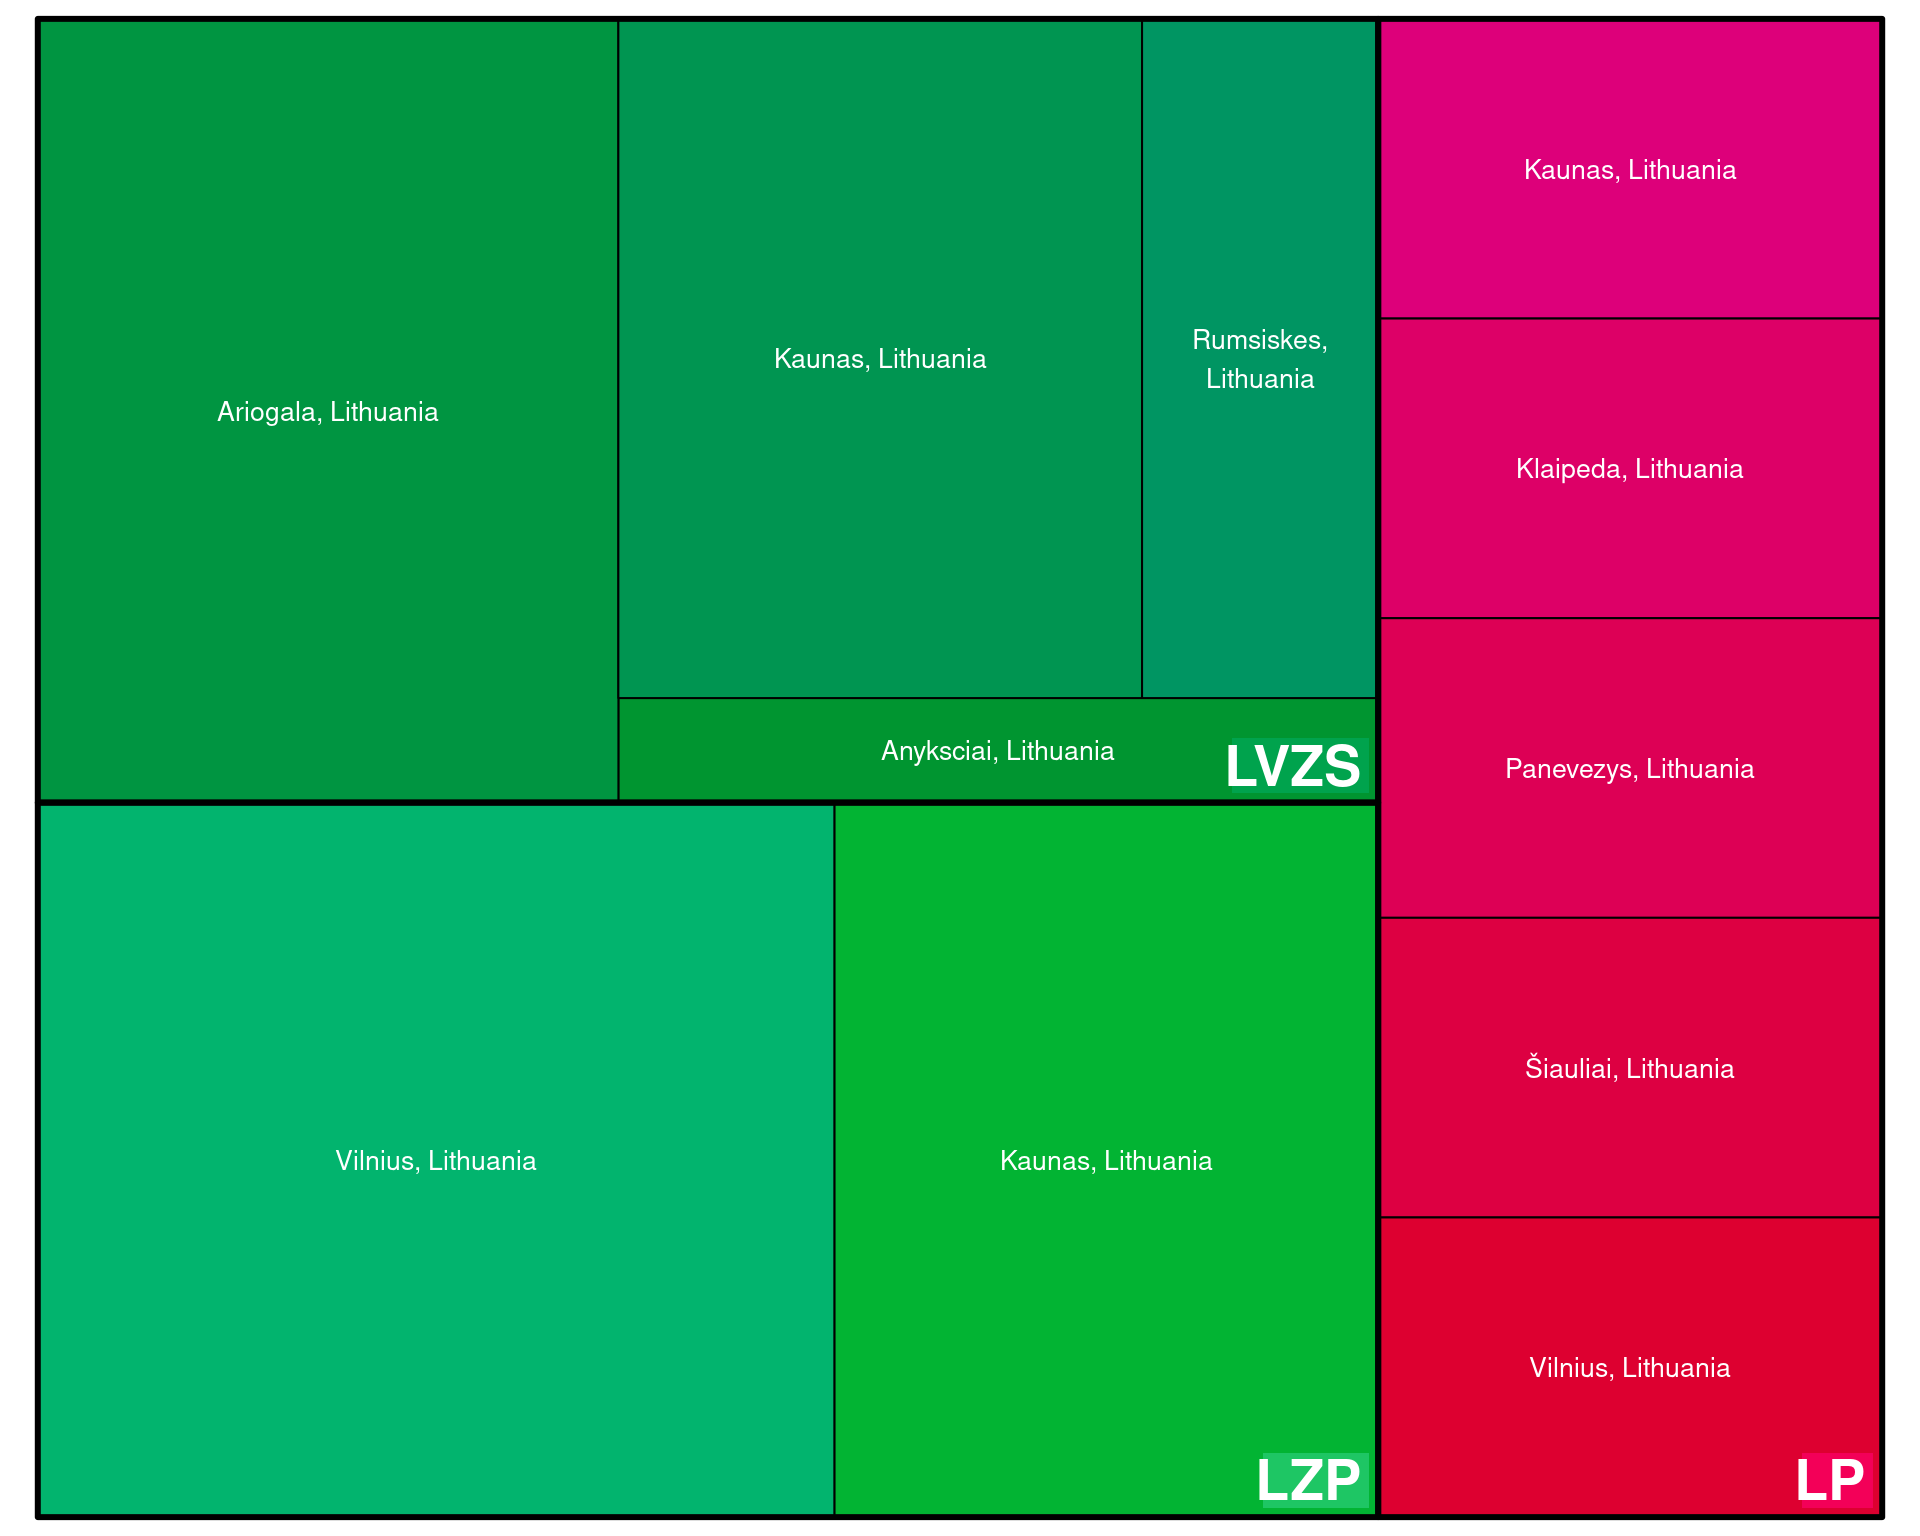 Ariogala, Lithuania
Kaunas, Lithuania
Rumsiskes,
Lithuania
Anyksciai, Lithuania
LVZS
Vilnius, Lithuania
Kaunas, Lithuania
LZP
Kaunas, Lithuania
Klaipeda, Lithuania
Panevezys, Lithuania
Šiauliai, Lithuania
Vilnius, Lithuania
LP